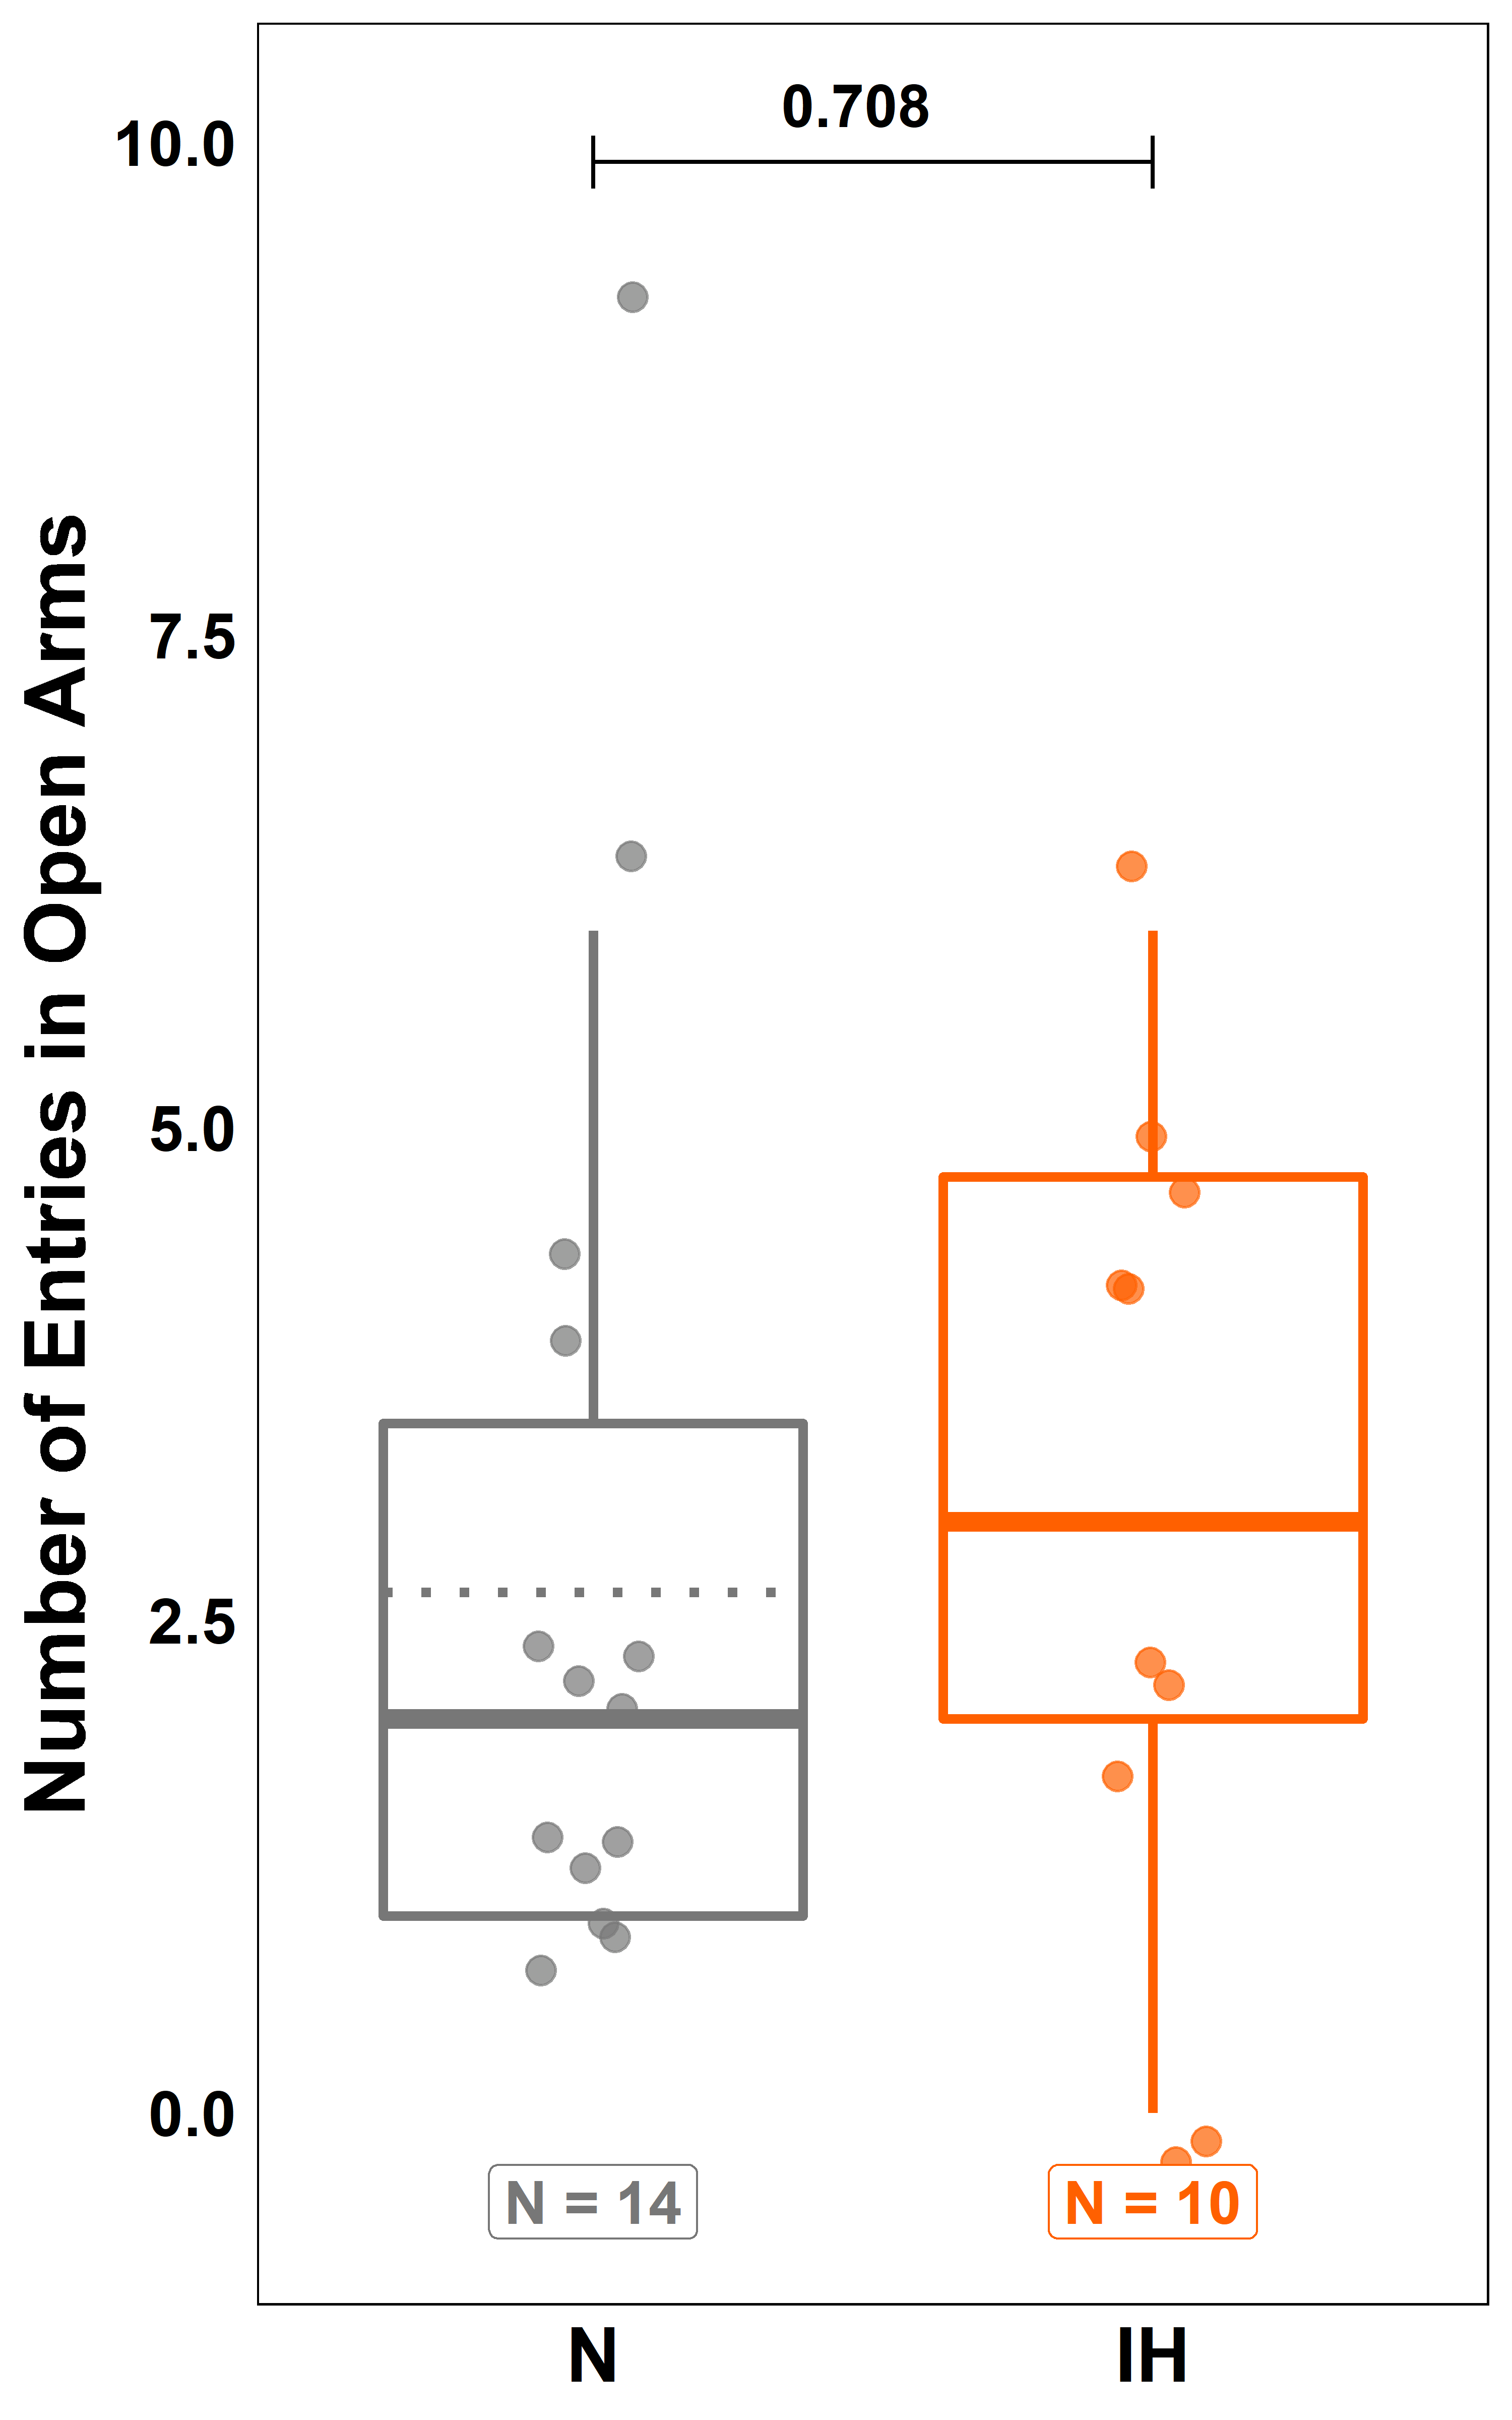 0.708
10.0
7.5
5.0
2.5
0.0
Number of Entries in Open Arms
N = 14
N = 10
N
IH